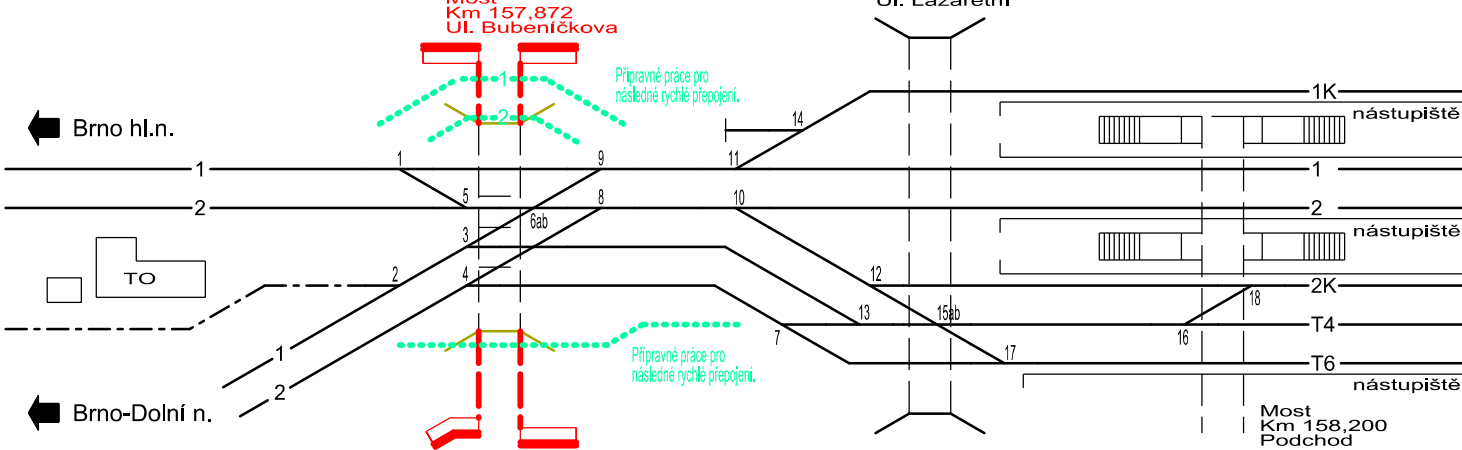 Most
Km 157,872
Ul. Bubeníčkova
Ul. Lazaretní
1
Přípravné práce pro
následné rychlé přepojení.
2
1K
nástupiště
14
Brno hl.n.
1
1
9
11
1
2
5
6ab
8
10
2
nástupiště
3
TO
2
4
12
2K
18
13
15ab
T4
7
16
1
Přípravné práce pro
následné rychlé přepojení.
17
T6
2
nástupiště
Brno-Dolní n.
Most
Km 158,200
Podchod